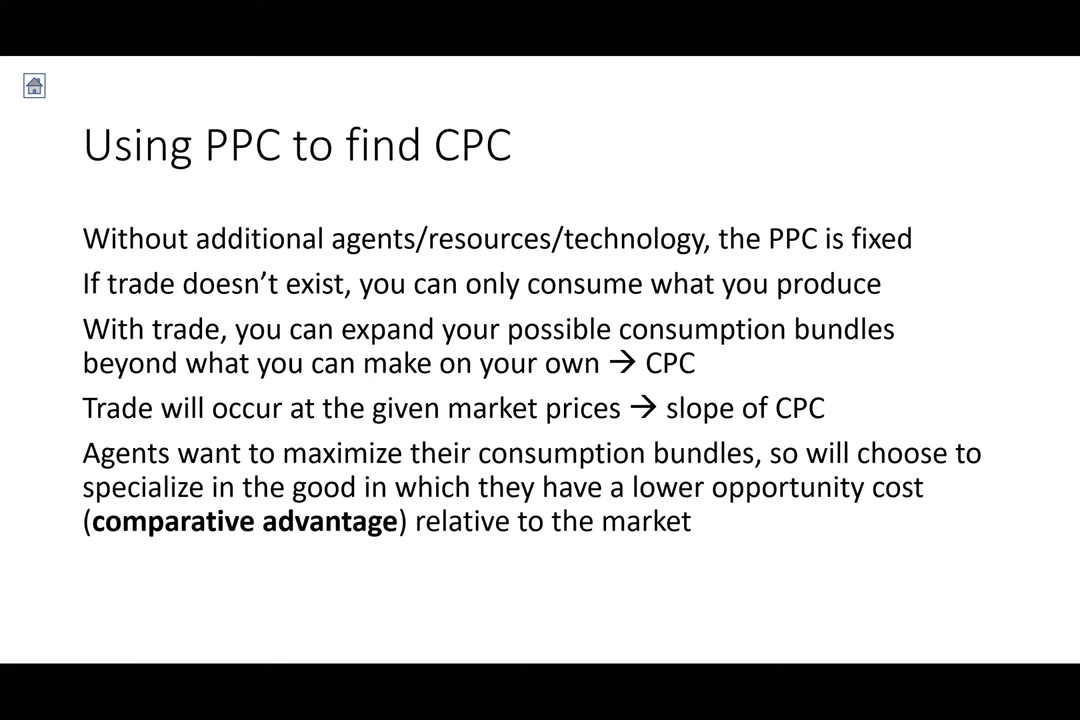 Using PPC to find CPC
Without additional agents/resources/technology, the PPC is fixed
If trade doesn’t exist, you can only consume what you produce
With trade, you can expand your possible consumption bundles
beyond what you can make on your own → CPC
Trade will occur at the given market prices → slope of CPC
Agents want to maximize their consumption bundles, so will choose to
specialize in the good in which they have a lower opportunity cost
(comparative advantage) relative to the market